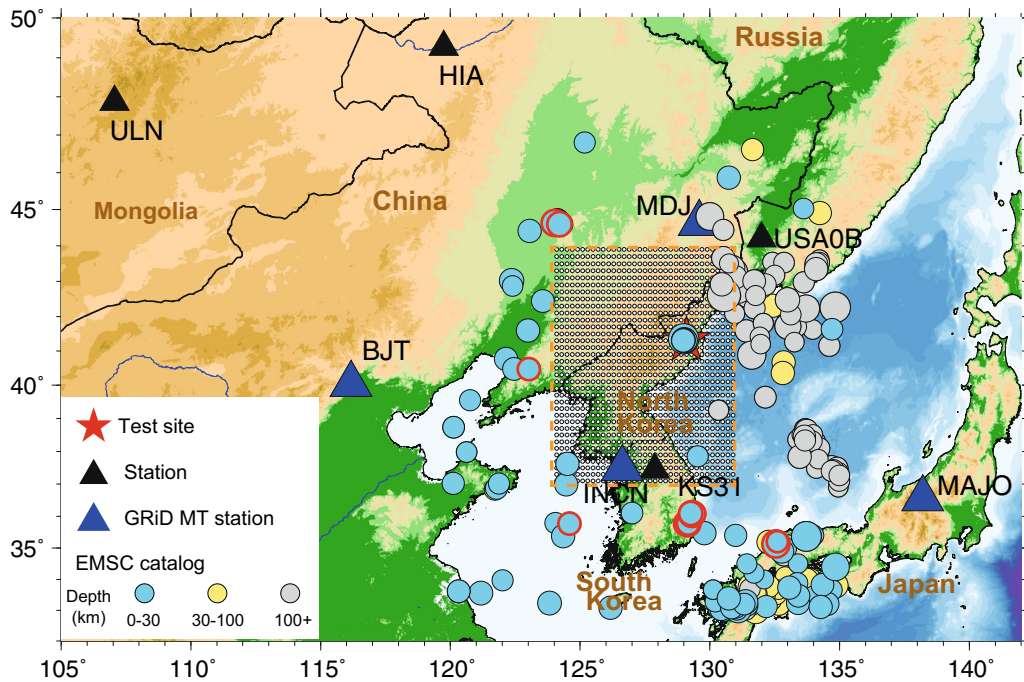 50°
45°
40°
35°
105°
110°
115°
120°
125°
130°
135°
140°
Russia
HIA
ULN
Mongolia
China
MDJ
USA0B
BJT
North
Korea
INCN
KS31
MAJO
South
Korea
Japan
Test site
Station
GRiD MT station
EMSC catalog
Depth
(km)
0-30
30-100
100+